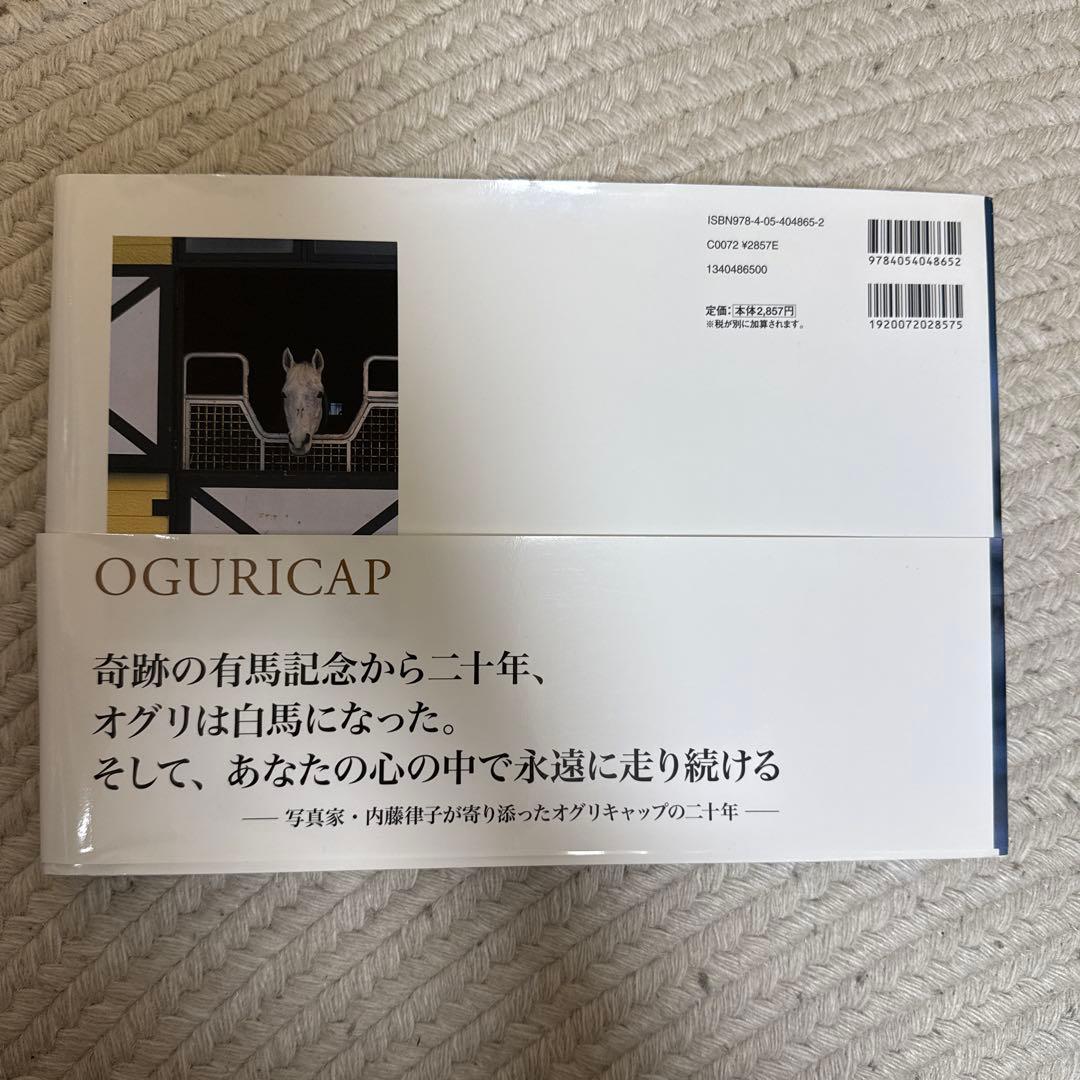 ISBN978-4-05-404865-2
C0072 ¥2857E
1340486500
定価：本体2,857円
※税が別に加算されます。
9784054048652
1920072028575
OGURICAP
奇跡の有馬記念から二十年、
オグリは白馬になった。
そして、あなたの心の中で永遠に走り続ける
── 写真家・内藤律子が寄り添ったオグリキャップの二十年 ──